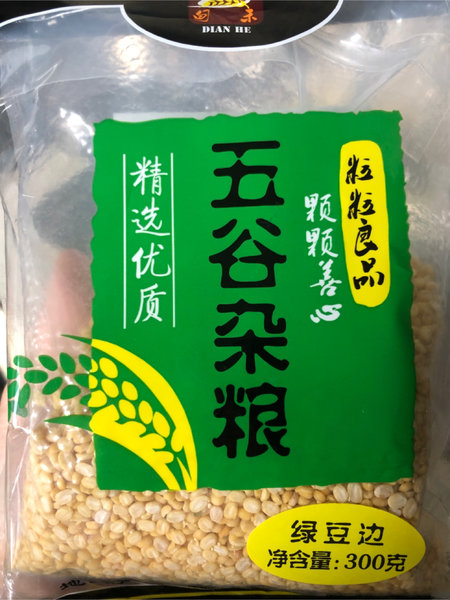 DIAN HE
五谷杂粮
精选优质
粒粒良品
颗颗善心
绿豆边
净含量:300克